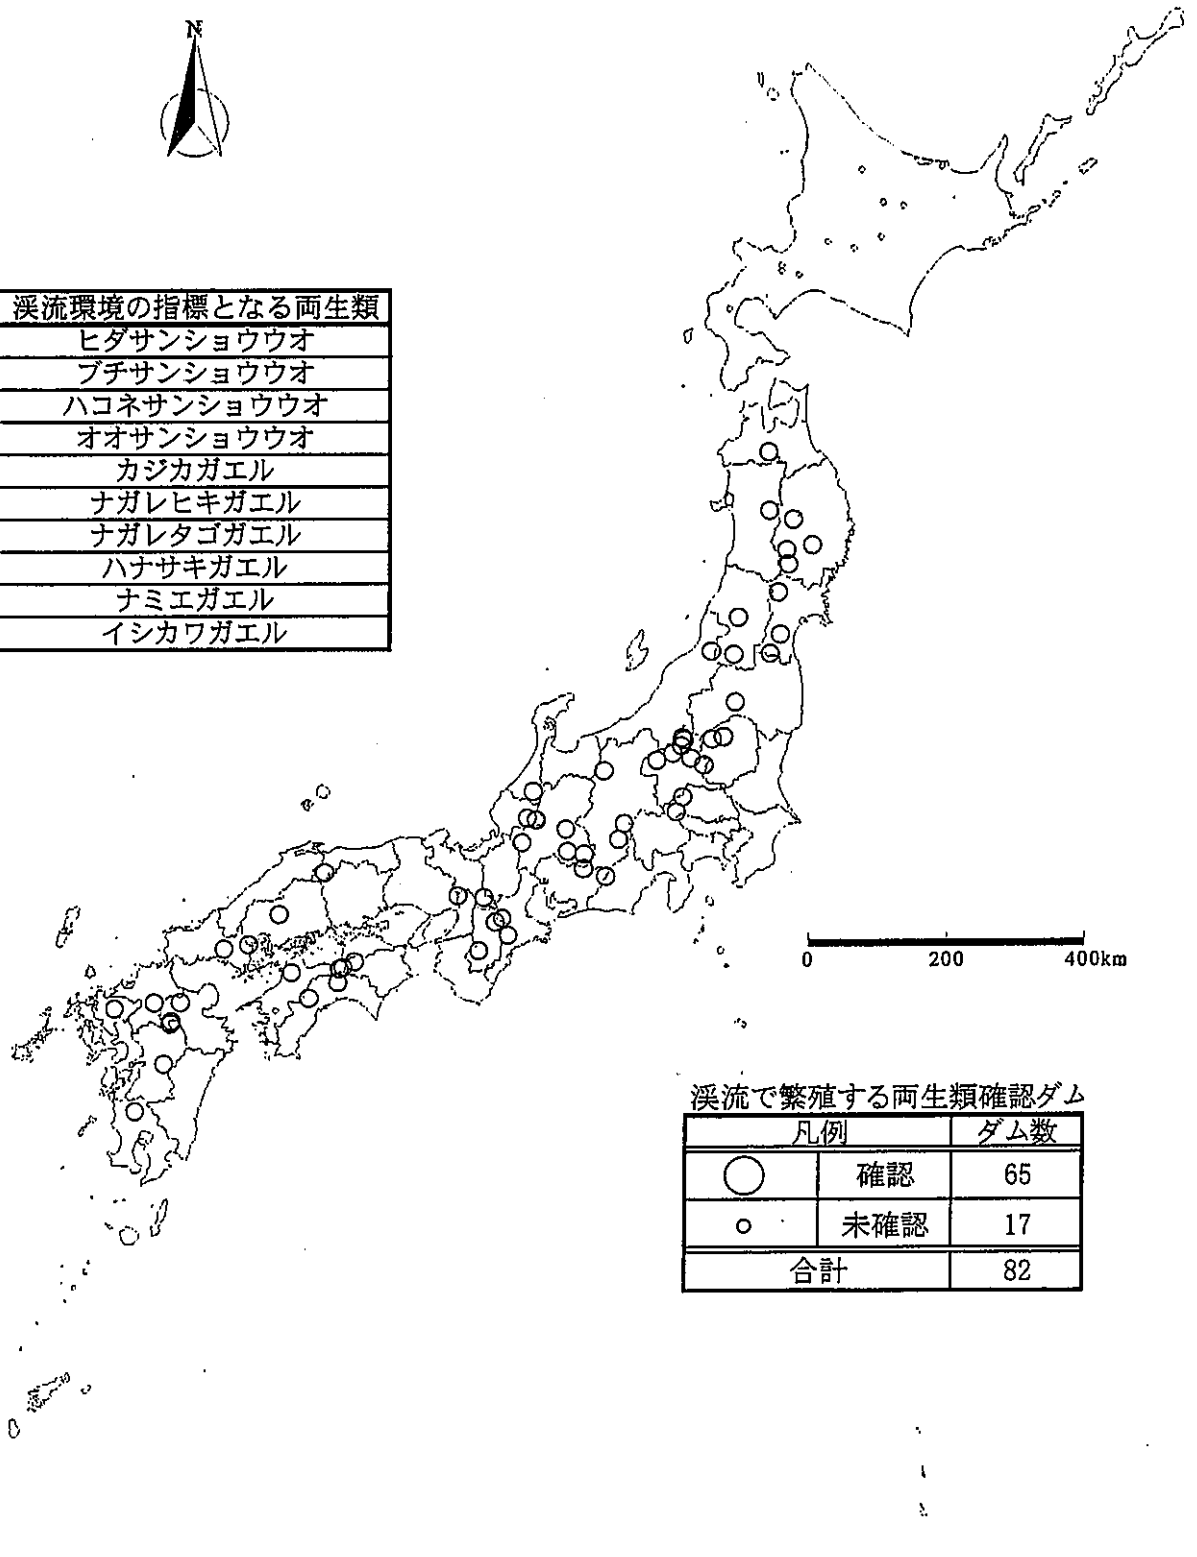 N
渓流環境の指標となる両生類
ヒダサンショウウオ
ブチサンショウウオ
ハコネサンショウウオ
オオサンショウウオ
カジカガエル
ナガレヒキガエル
ナガレタゴガエル
ハナサキガエル
ナミエガエル
イシカワガエル
0 200 400km
渓流で繁殖する両生類確認ダム
凡例 ダム数
確認 65
未確認 17
合計 82